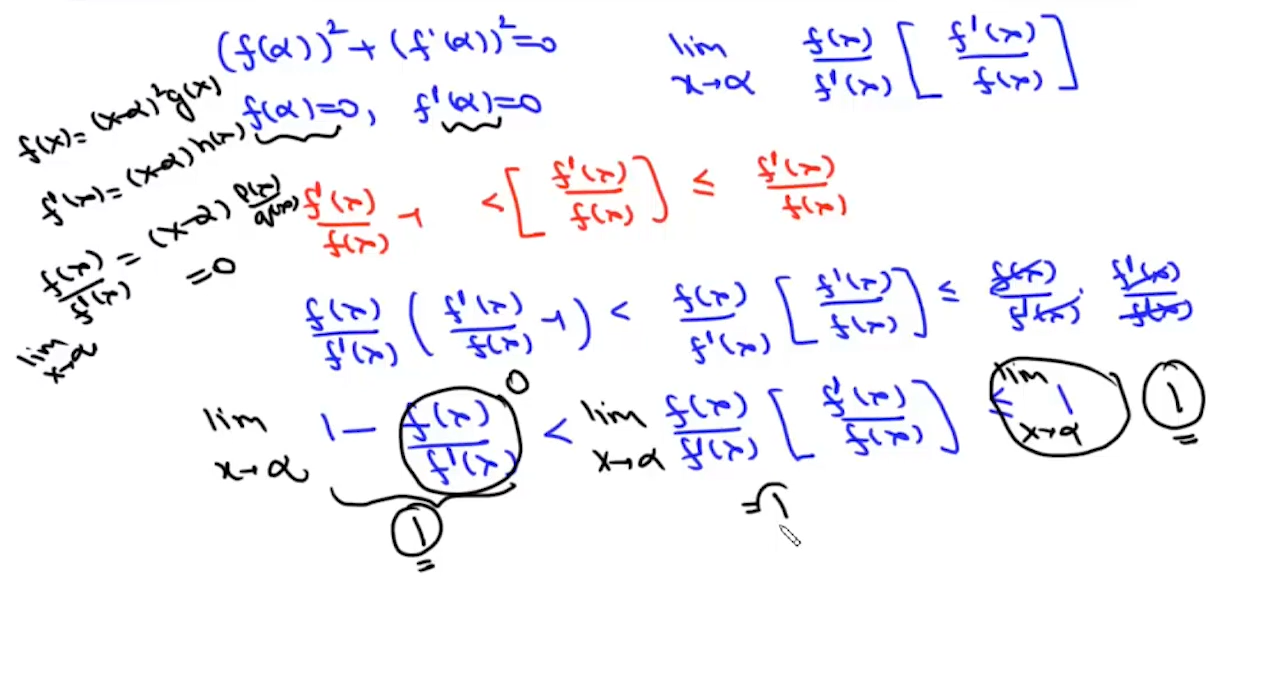 (f(α))² + (f'(α))² = 0
lim x→α f(x)/f'(x) [ f'(x)/f(x) ]
f(α)=0, f'(α)=0
f(x) = (x-α)² g(x)
f'(x) = (x-α) h(x)
lim x→α f(x)/f'(x) = (x-α) p(x)/q(x)
= 0
f'(x)/f(x) - 1 < [ f'(x)/f(x) ] ≤ f'(x)/f(x)
f(x)/f'(x) ( f'(x)/f(x) - 1 ) < f(x)/f'(x) [ f'(x)/f(x) ] ≤ f(x)/f'(x) · f'(x)/f(x)
lim x→α 1 - f(x)/f'(x) 0 < lim x→α f(x)/f'(x) [ f'(x)/f(x) ] ≤ lim x→α 1 1
1
= 1